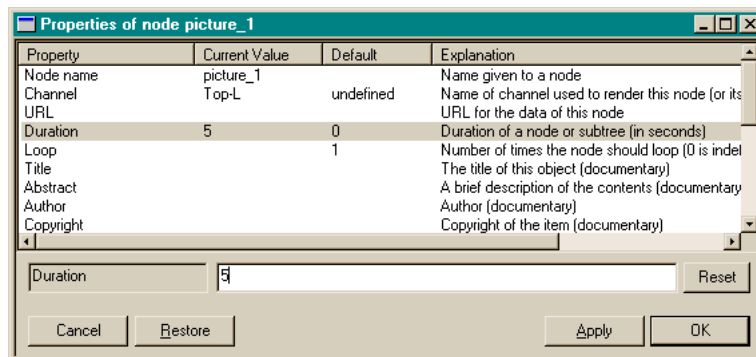 Properties of node picture_1
Property Current Value Default Explanation
Node name picture_1 Name given to a node
Channel Top-L undefined Name of channel used to render this node (or its
URL URL for the data of this node
Duration 5 0 Duration of a node or subtree (in seconds)
Loop 1 Number of times the node should loop (0 is indef
Title The title of this object (documentary)
Abstract A brief description of the contents (documentary
Author Author (documentary)
Copyright Copyright of the item (documentary)
Duration 5 Reset
Cancel Restore Apply OK